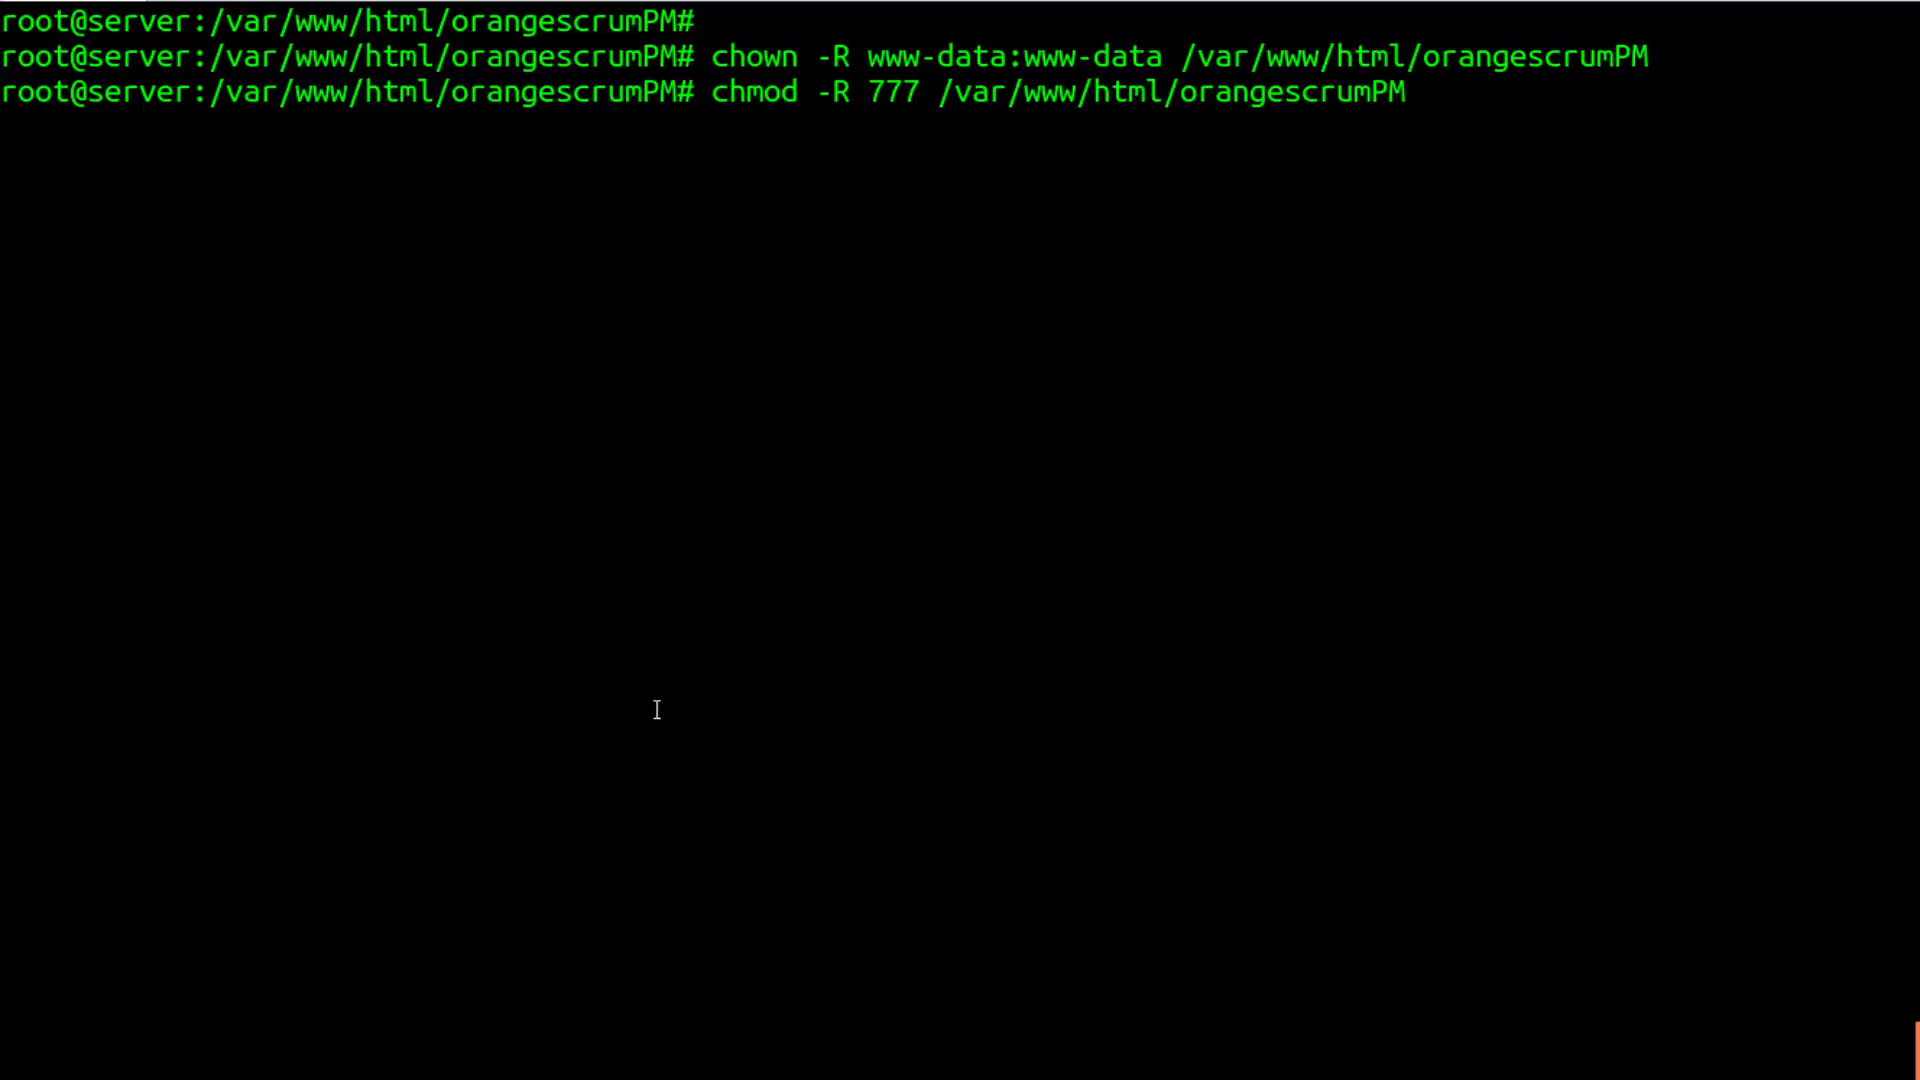 root@server:/var/www/html/orangescrumPM#
root@server:/var/www/html/orangescrumPM# chown -R www-data:www-data /var/www/html/orangescrumPM
root@server:/var/www/html/orangescrumPM# chmod -R 777 /var/www/html/orangescrumPM